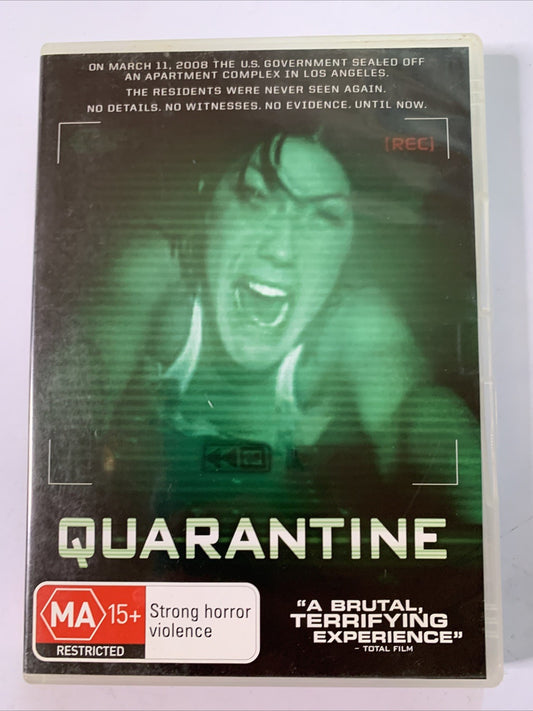 ON MARCH 11, 2008 THE U.S. GOVERNMENT SEALED OFF
AN APARTMENT COMPLEX IN LOS ANGELES.
THE RESIDENTS WERE NEVER SEEN AGAIN.
NO DETAILS. NO WITNESSES. NO EVIDENCE. UNTIL NOW.
[REC]
QUARANTINE
MA 15+
RESTRICTED
Strong horror
violence
"A BRUTAL,
TERRIFYING
EXPERIENCE"
- TOTAL FILM